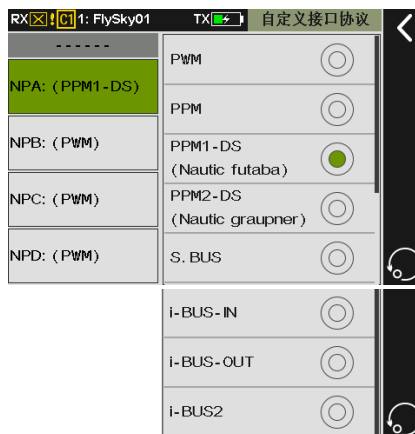 RX C1 1: FlySky01 TX 自定义接口协议
------
NPA: (PPM1-DS)
NPB: (PWM)
NPC: (PWM)
NPD: (PWM)
PWM
PPM
PPM1-DS
(Nautic futaba)
PPM2-DS
(Nautic graupner)
S.BUS
i-BUS-IN
i-BUS-OUT
i-BUS2